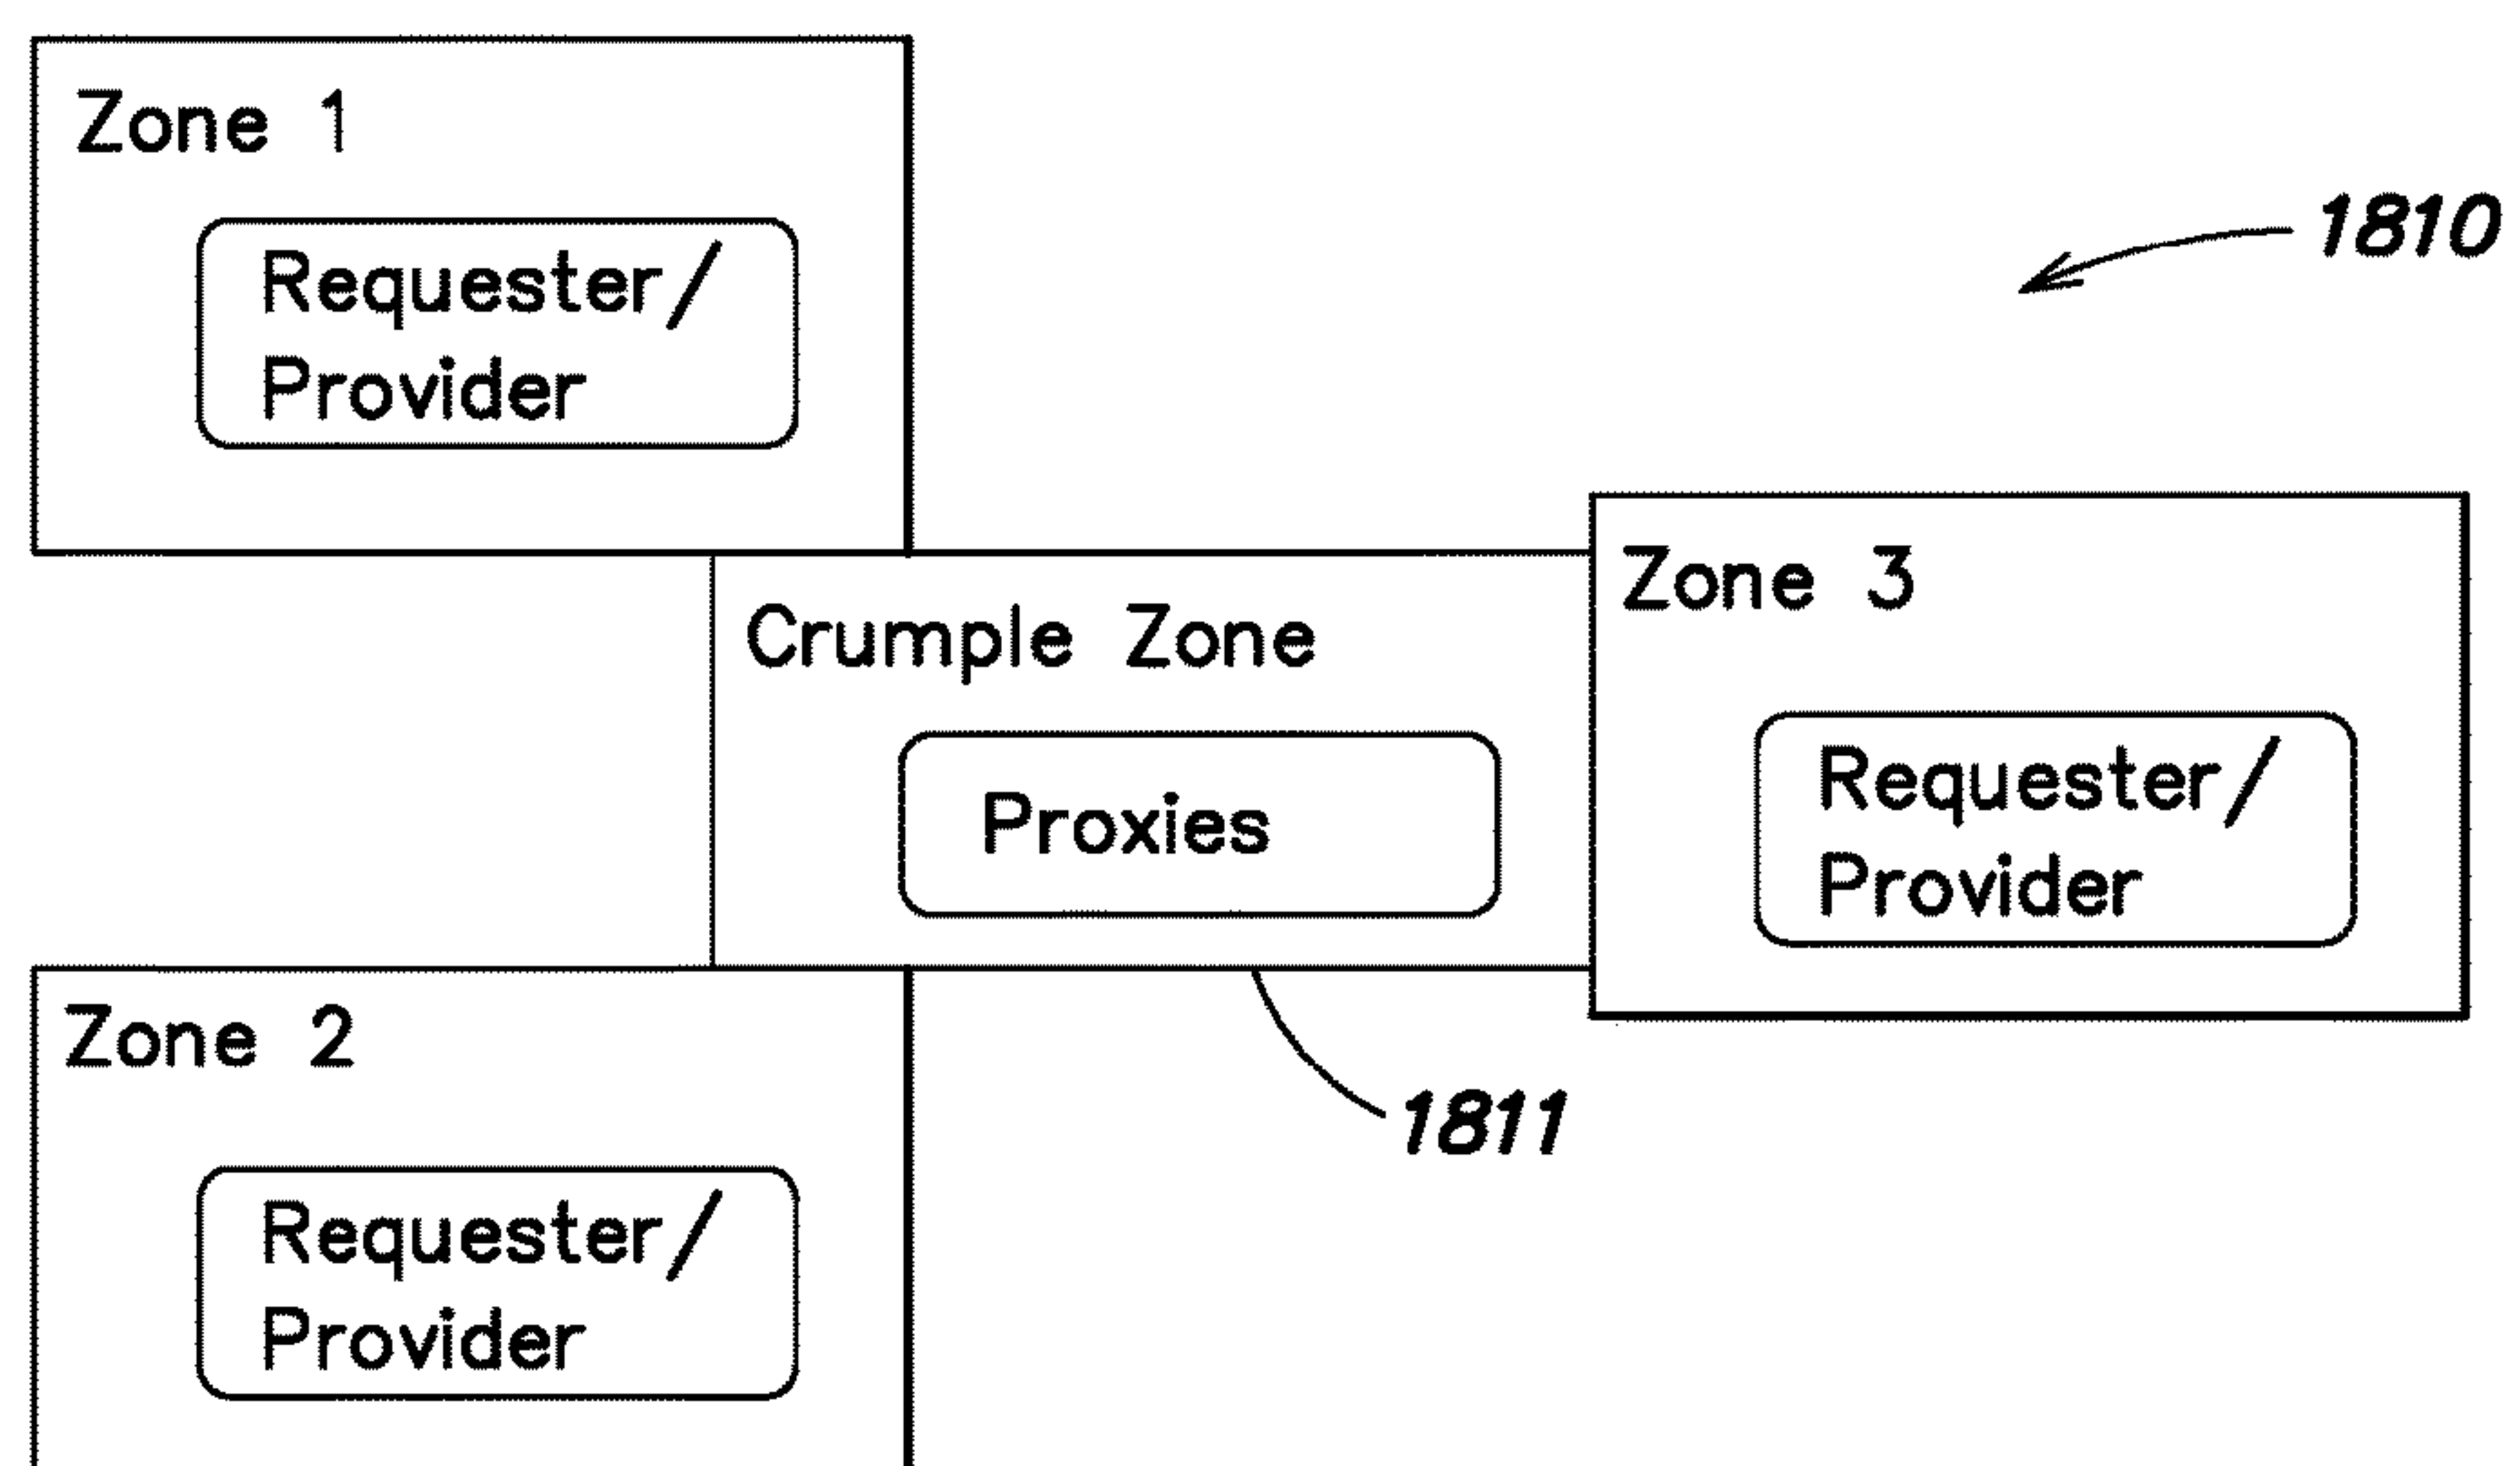 Zone 1
Requester/
Provider
1810
Zone 3
Requester/
Provider
Crumple Zone
Proxies
1811
Zone 2
Requester/
Provider